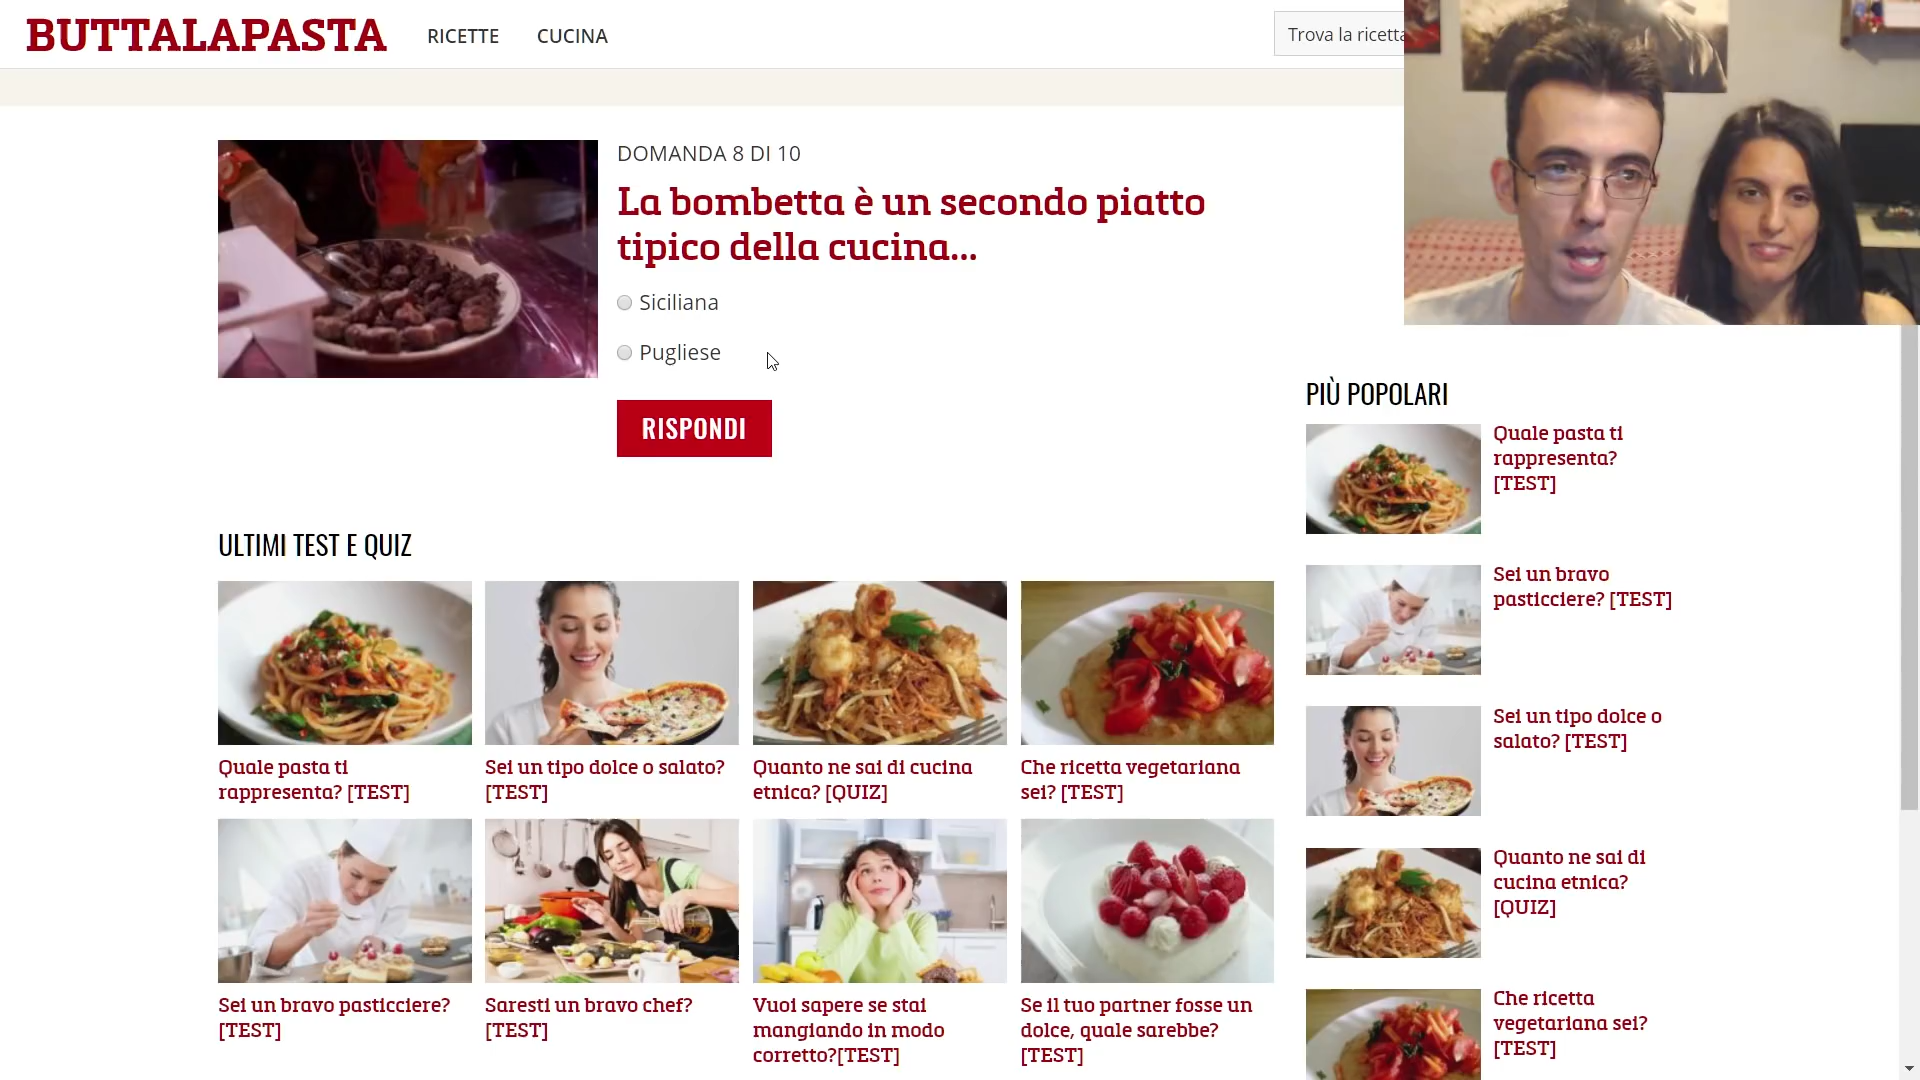 BUTTALAPASTA
RICETTE
CUCINA
Trova la ricetta
DOMANDA 8 DI 10
La bombetta è un secondo piatto
tipico della cucina...
Siciliana
Pugliese
RISPONDI
PIÙ POPOLARI
Quale pasta ti
rappresenta?
[TEST]
Sei un bravo
pasticciere? [TEST]
Sei un tipo dolce o
salato? [TEST]
Quanto ne sai di
cucina etnica?
[QUIZ]
Che ricetta
vegetariana sei?
[TEST]
ULTIMI TEST E QUIZ
Quale pasta ti
rappresenta? [TEST]
Sei un tipo dolce o salato?
[TEST]
Quanto ne sai di cucina
etnica? [QUIZ]
Che ricetta vegetariana
sei? [TEST]
Sei un bravo pasticciere?
[TEST]
Saresti un bravo chef?
[TEST]
Vuoi sapere se stai
mangiando in modo
corretto?[TEST]
Se il tuo partner fosse un
dolce, quale sarebbe?
[TEST]